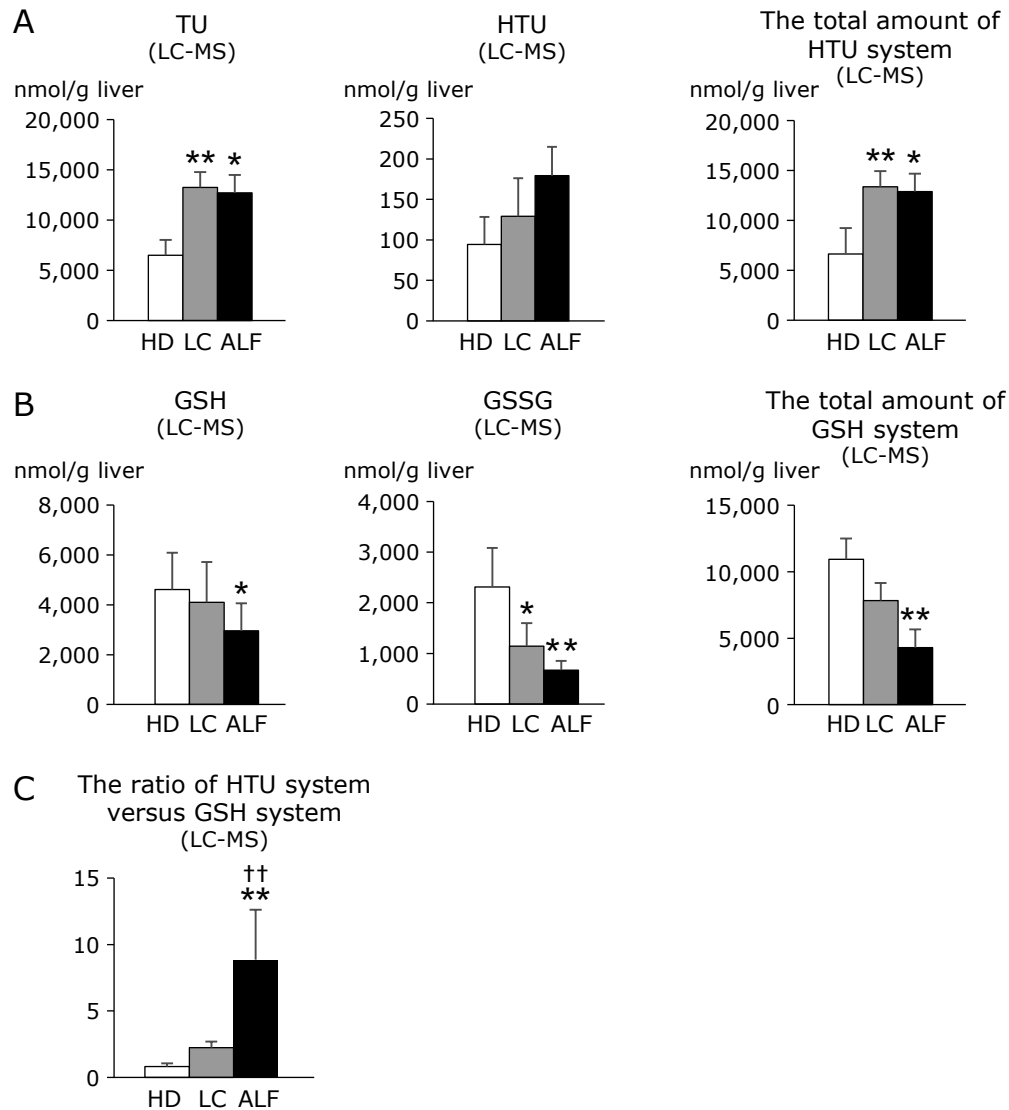 A
TU
(LC-MS)
nmol/g liver
20,000
15,000
10,000
5,000
0
** *
HD LC ALF
HTU
(LC-MS)
nmol/g liver
250
200
150
100
50
0
HD LC ALF
The total amount of
HTU system
(LC-MS)
nmol/g liver
20,000
15,000
10,000
5,000
0
** *
HD LC ALF
B
GSH
(LC-MS)
nmol/g liver
8,000
6,000
4,000
2,000
0
*
HD LC ALF
GSSG
(LC-MS)
4,000
3,000
2,000
1,000
0
*
**
HD LC ALF
The total amount of
GSH system
(LC-MS)
nmol/g liver
15,000
10,000
5,000
0
**
HD LC ALF
C
The ratio of HTU system
versus GSH system
(LC-MS)
15
10
5
0
††
**
HD LC ALF